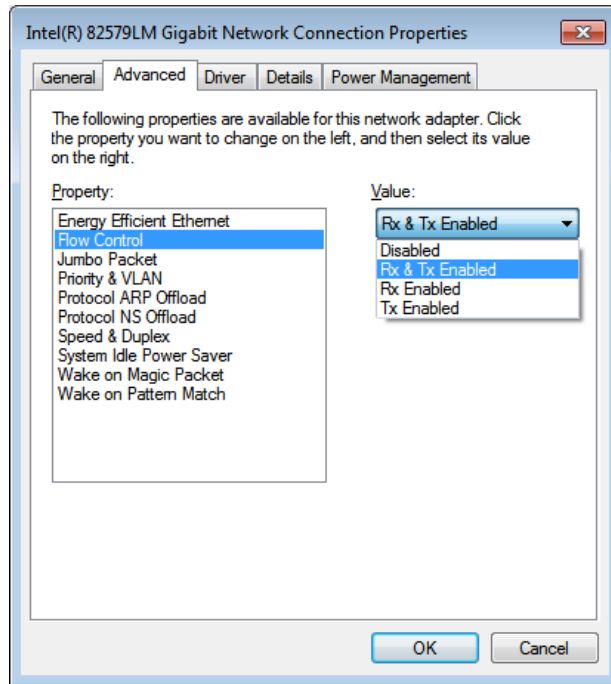 Intel(R) 82579LM Gigabit Network Connection Properties
General Advanced Driver Details Power Management
The following properties are available for this network adapter. Click
the property you want to change on the left, and then select its value
on the right.
Property:
Energy Efficient Ethernet
Flow Control
Jumbo Packet
Priority & VLAN
Protocol ARP Offload
Protocol NS Offload
Speed & Duplex
System Idle Power Saver
Wake on Magic Packet
Wake on Pattern Match
Value:
Rx & Tx Enabled
Disabled
Rx & Tx Enabled
Rx Enabled
Tx Enabled
OK Cancel